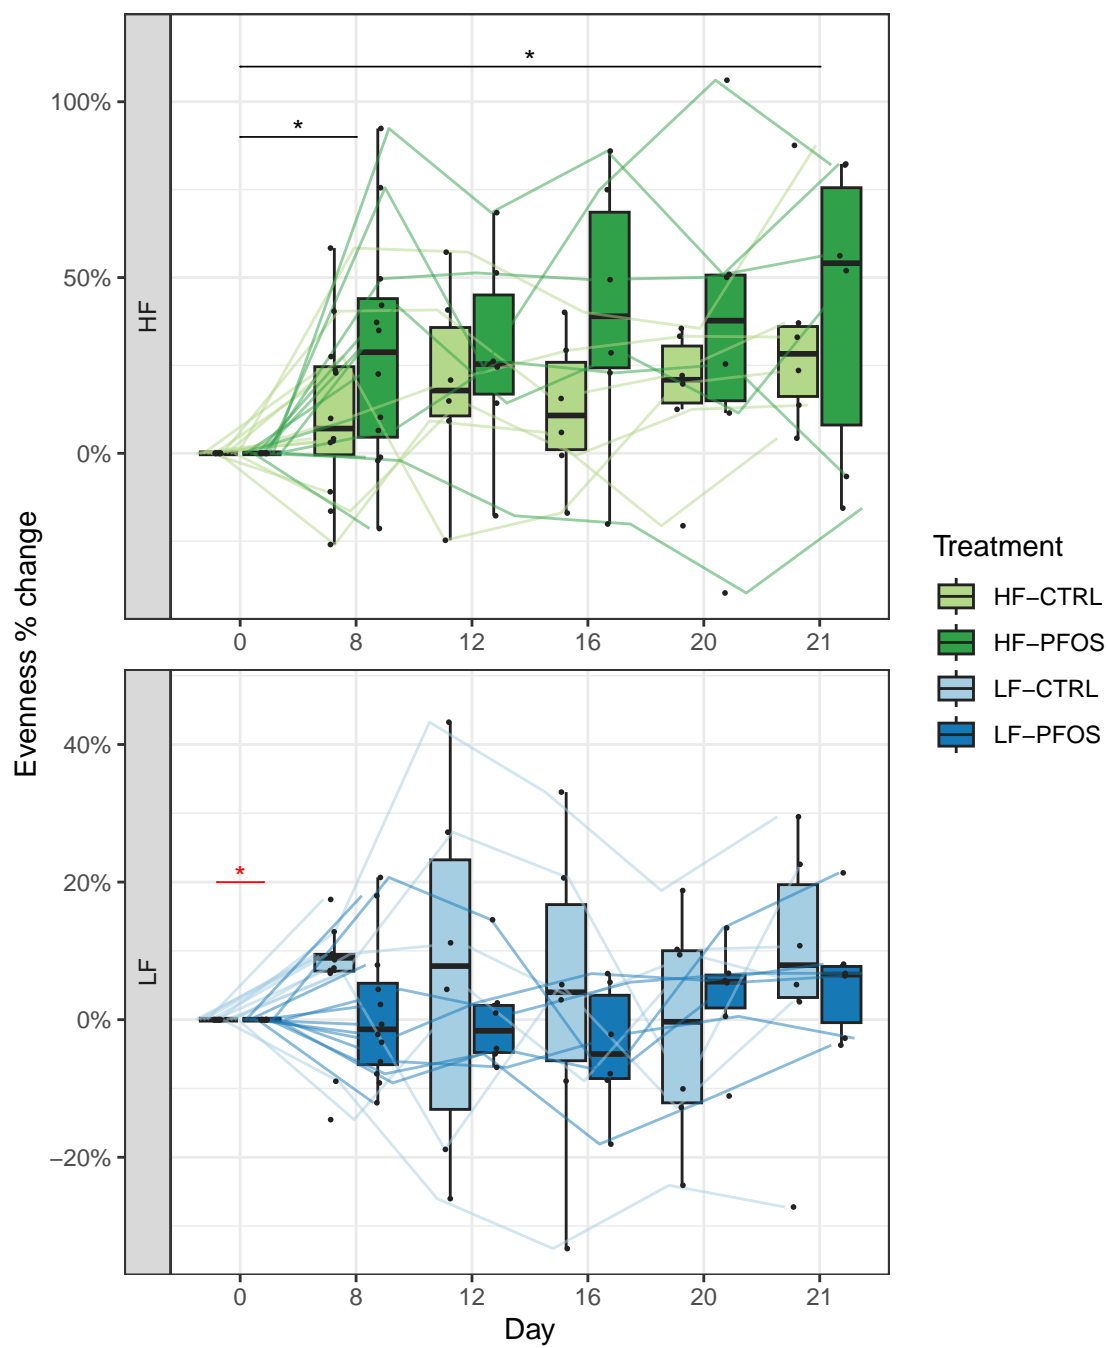 *
*
100%
50%
0%
HF
0
8
12
16
20
21
Evenness % change
Treatment
HF−CTRL
HF−PFOS
LF−CTRL
LF−PFOS
40%
20%
0%
−20%
*
LF
0
8
12
16
20
21
Day